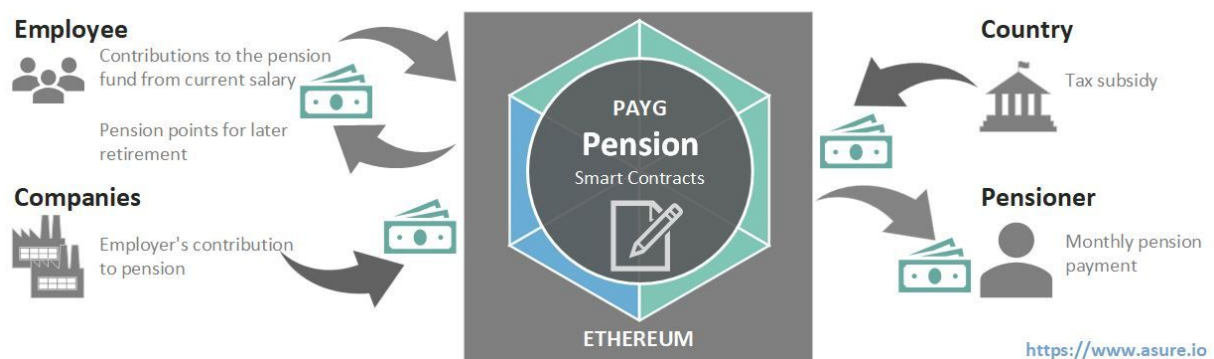 Employee
Contributions to the pension
fund from current salary
Pension points for later
retirement
Companies
Employer's contribution
to pension
PAYG
Pension
Smart Contracts
ETHEREUM
Country
Tax subsidy
Pensioner
Monthly pension
payment
https://www.asure.io